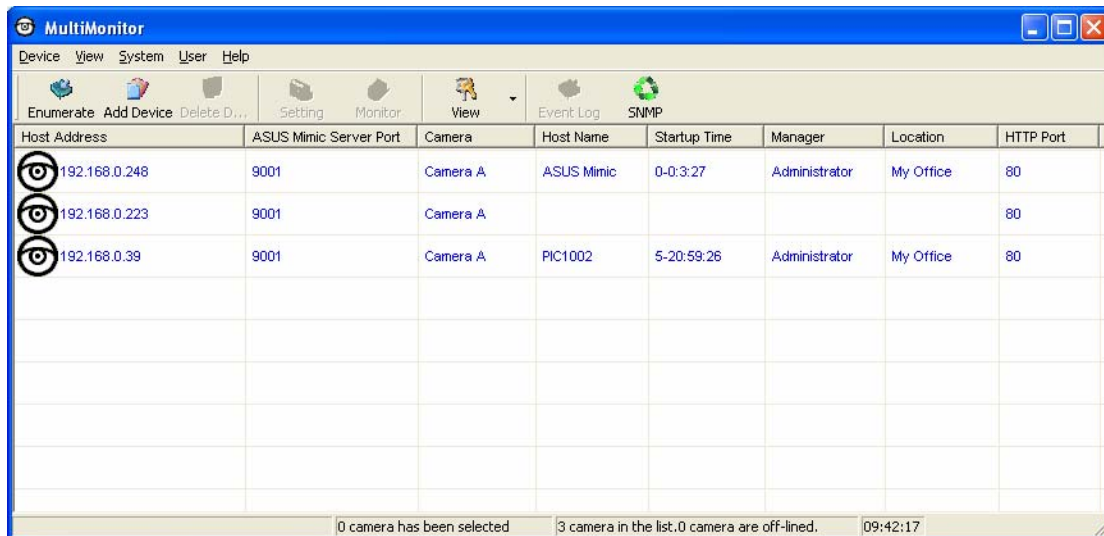 MultiMonitor
Device View System User Help
Enumerate Add Device Delete D... Setting Monitor View Event Log SNMP
Host Address ASUS Mimic Server Port Camera Host Name Startup Time Manager Location HTTP Port
192.168.0.248 9001 Camera A ASUS Mimic 0-0:3:27 Administrator My Office 80
192.168.0.223 9001 Camera A 80
192.168.0.39 9001 Camera A PIC1002 5-20:59:26 Administrator My Office 80
0 camera has been selected 3 camera in the list.0 camera are off-lined. 09:42:17